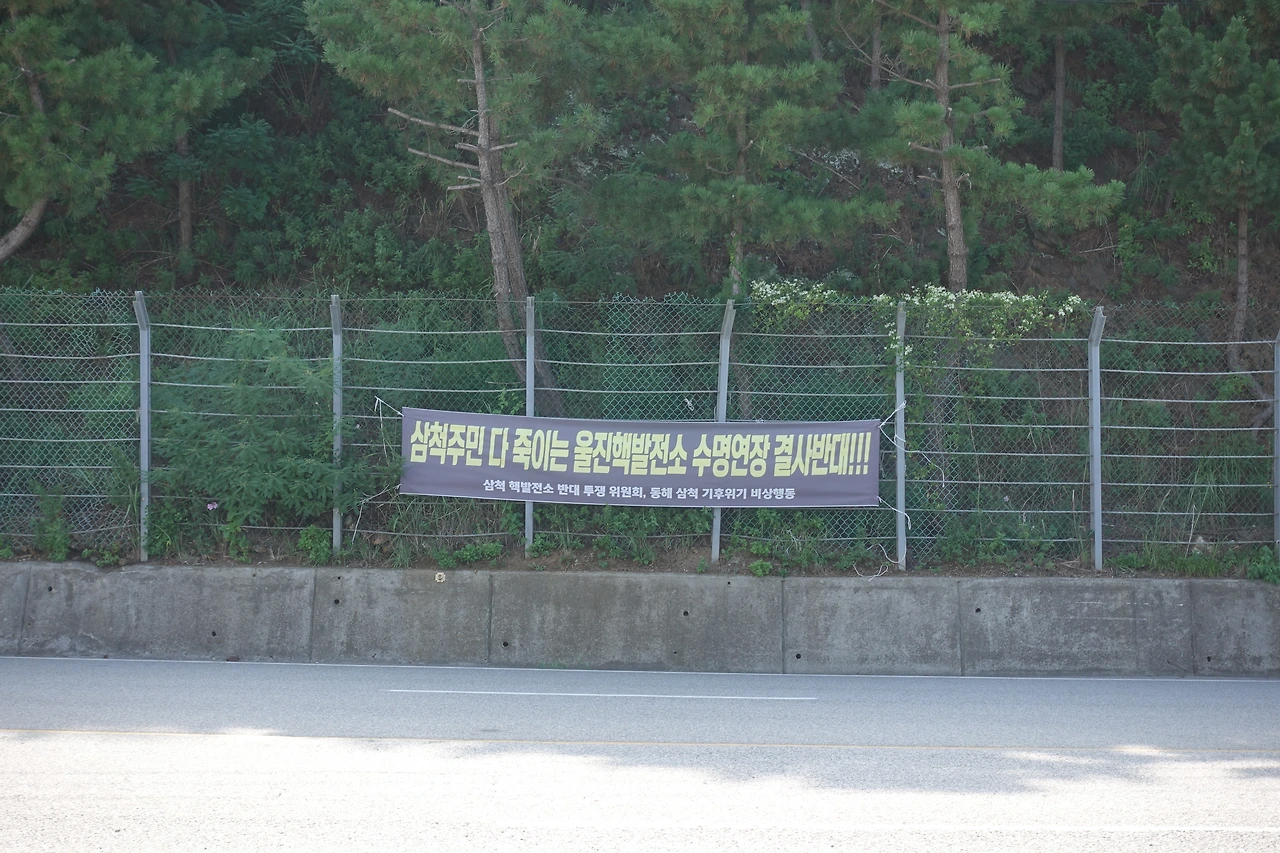 삼척주민 다 죽이는 울진핵발전소 수명연장 결사반대!!!
삼척 핵발전소 반대 투쟁 위원회, 동해 삼척 기후위기 비상행동